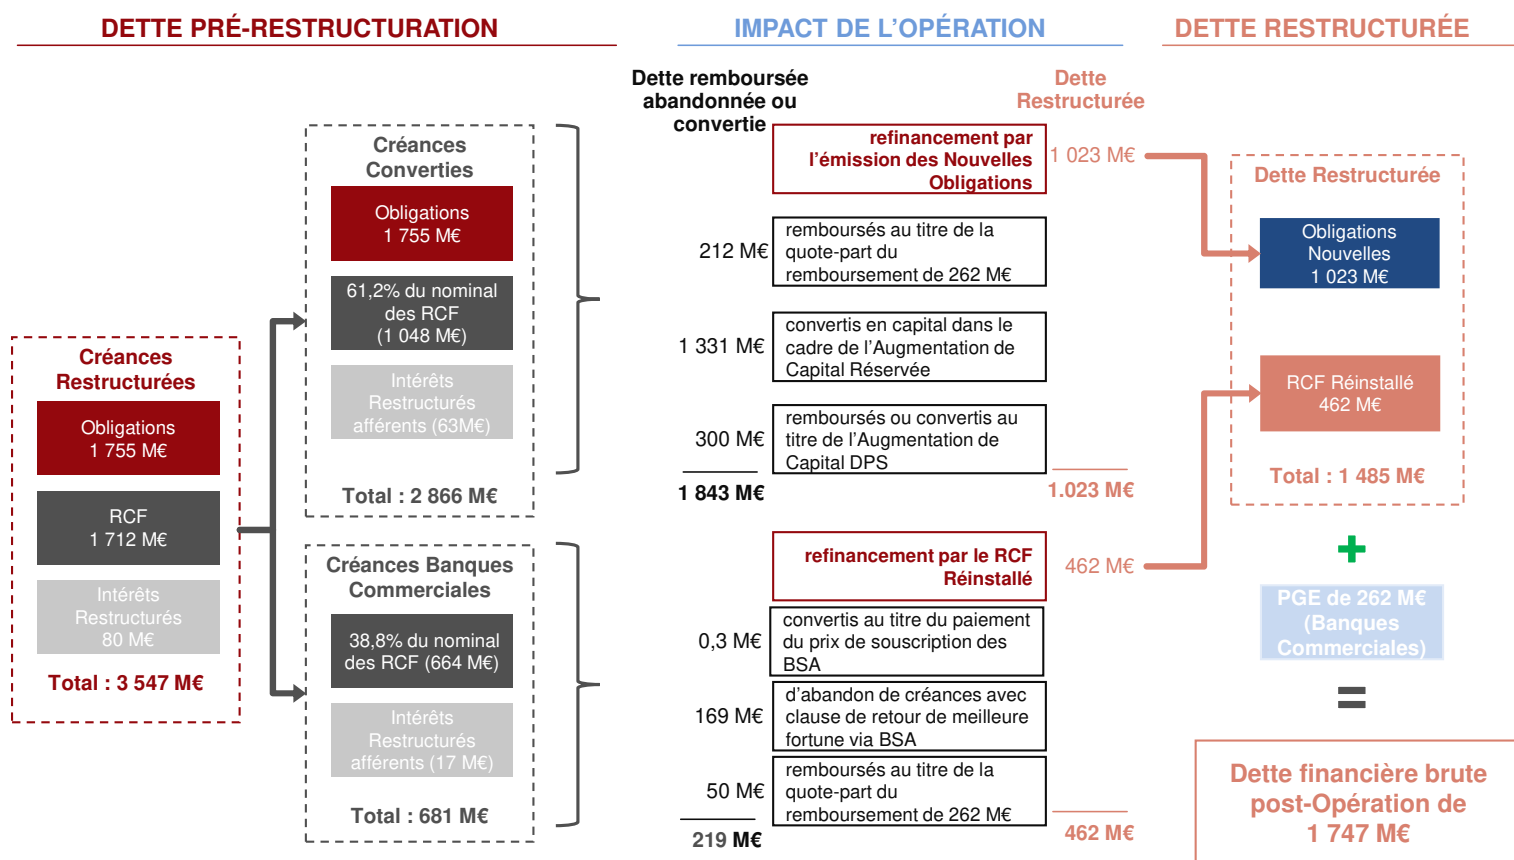 DETTE PRÉ-RESTRUCTURATION
IMPACT DE L'OPÉRATION
DETTE RESTRUCTURÉE
Créances
Restructurées
Obligations
1 755 M€
RCF
1 712 M€
Intérêts
Restructurés
80 M€
Total : 3 547 M€
Créances
Converties
Obligations
1 755 M€
61,2% du nominal
des RCF
(1 048 M€)
Intérêts
Restructurés
afférents (63M€)
Total : 2 866 M€
Créances Banques
Commerciales
38,8% du nominal
des RCF (664 M€)
Intérêts
Restructurés
afférents (17 M€)
Total : 681 M€
Dette remboursée
abandonnée ou
convertie
Dette
Restructurée
refinancement par
l'émission des Nouvelles
Obligations
1 023 M€
212 M€
remboursés au titre de la
quote-part du
remboursement de 262 M€
1 331 M€
convertis en capital dans le
cadre de l'Augmentation de
Capital Réservée
300 M€
remboursés ou convertis au
titre de l'Augmentation de
Capital DPS
1 843 M€
1.023 M€
refinancement par le RCF
Réinstallé
462 M€
0,3 M€
convertis au titre du paiement
du prix de souscription des
BSA
169 M€
d'abandon de créances avec
clause de retour de meilleure
fortune via BSA
50 M€
remboursés au titre de la
quote-part du
remboursement de 262 M€
219 M€
462 M€
Dette Restructurée
Obligations
Nouvelles
1 023 M€
RCF Réinstallé
462 M€
Total : 1 485 M€
+
PGE de 262 M€
(Banques
Commerciales)
=
Dette financière brute
post-Opération de
1 747 M€